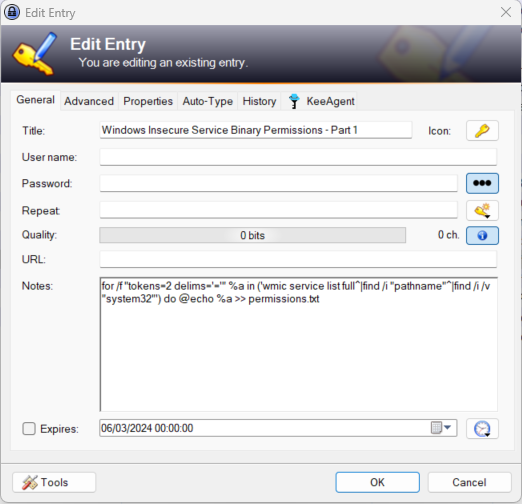 Edit Entry
Edit Entry
You are editing an existing entry.
General Advanced Properties Auto-Type History KeeAgent
Title: Windows Insecure Service Binary Permissions - Part 1 Icon:
User name:
Password:
Repeat:
Quality: 0 bits 0 ch.
URL:
Notes: for /f "tokens=2 delims='='" %a in ('wmic service list full^|find /i "pathname"^|find /i /v
"system32"') do @echo %a >> permissions.txt
Expires: 06/03/2024 00:00:00
Tools OK Cancel